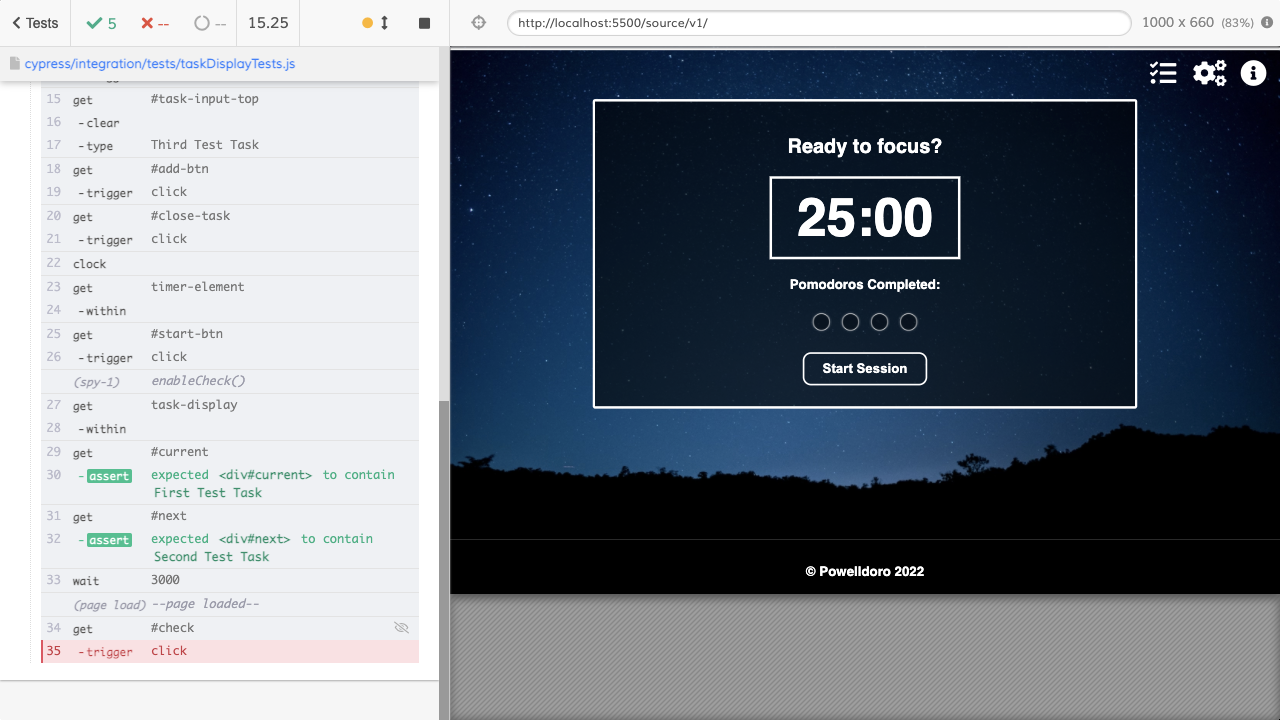 Tests
5
--
--
15.25
http://localhost:5500/source/v1/
1000 x 660 (83%)
cypress/integration/tests/taskDisplayTests.js
15 get #task-input-top
16 -clear
17 -type Third Test Task
18 get #add-btn
19 -trigger click
20 get #close-task
21 -trigger click
22 clock
23 get timer-element
24 -within
25 get #start-btn
26 -trigger click
(spy-1) enableCheck()
27 get task-display
28 -within
29 get #current
30 -assert expected <div#current> to contain
First Test Task
31 get #next
32 -assert expected <div#next> to contain
Second Test Task
33 wait 3000
(page load) --page loaded--
34 get #check
35 -trigger click
Ready to focus?
25:00
Pomodoros Completed:
Start Session
© Powelldoro 2022